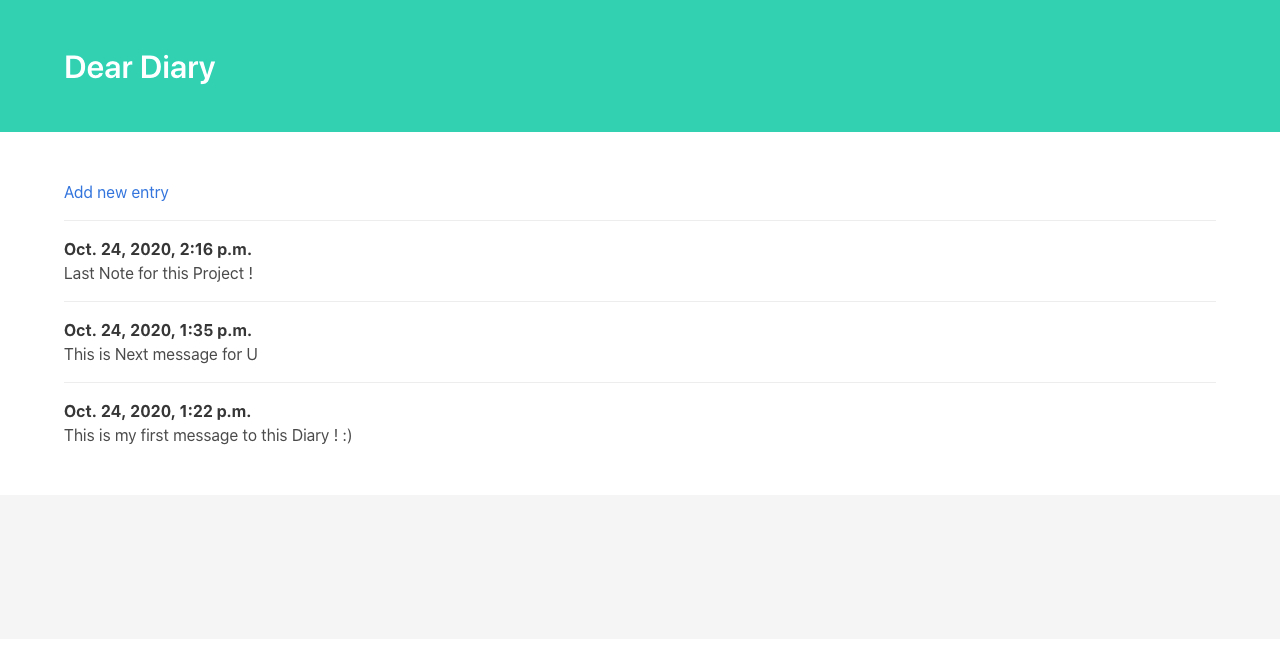 Dear Diary
Add new entry
Oct. 24, 2020, 2:16 p.m.
Last Note for this Project !
Oct. 24, 2020, 1:35 p.m.
This is Next message for U
Oct. 24, 2020, 1:22 p.m.
This is my first message to this Diary ! :)